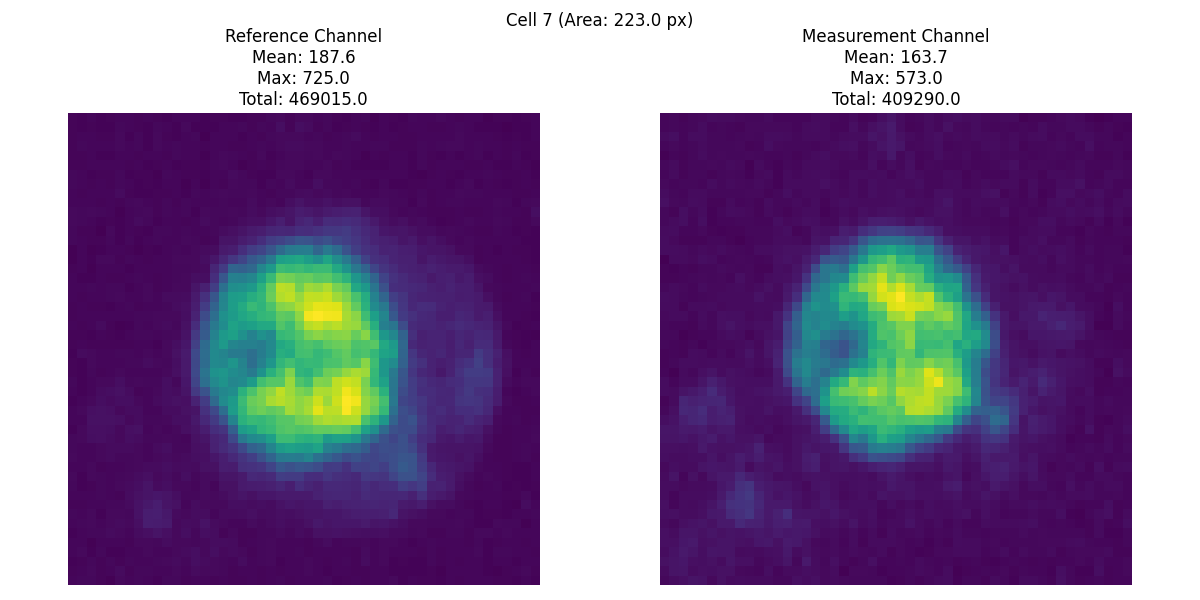 Cell 7 (Area: 223.0 px)
Reference Channel
Mean: 187.6
Max: 725.0
Total: 469015.0
Measurement Channel
Mean: 163.7
Max: 573.0
Total: 409290.0